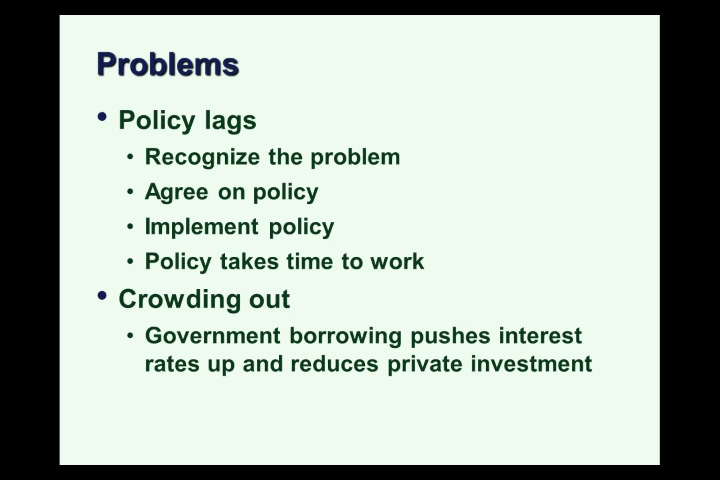 Problems
• Policy lags
• Recognize the problem
• Agree on policy
• Implement policy
• Policy takes time to work
• Crowding out
• Government borrowing pushes interest
rates up and reduces private investment